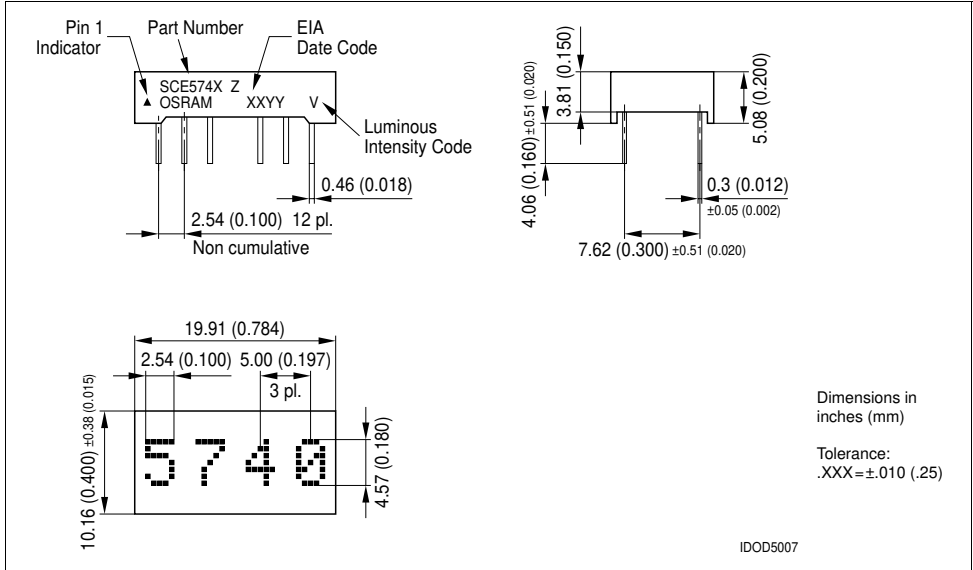 Pin 1
Indicator
Part Number
EIA
Date Code
SCE574X Z
▲ OSRAM XXYY V
Luminous
Intensity Code
0.46 (0.018)
2.54 (0.100) 12 pl.
Non cumulative
4.06 (0.160) ±0.51 (0.020)
3.81 (0.150)
5.08 (0.200)
0.3 (0.012)
±0.05 (0.002)
7.62 (0.300) ±0.51 (0.020)
19.91 (0.784)
2.54 (0.100) 5.00 (0.197)
3 pl.
10.16 (0.400) ±0.38 (0.015)
5740
4.57 (0.180)
Dimensions in
inches (mm)
Tolerance:
.XXX=±.010 (.25)
IDOD5007